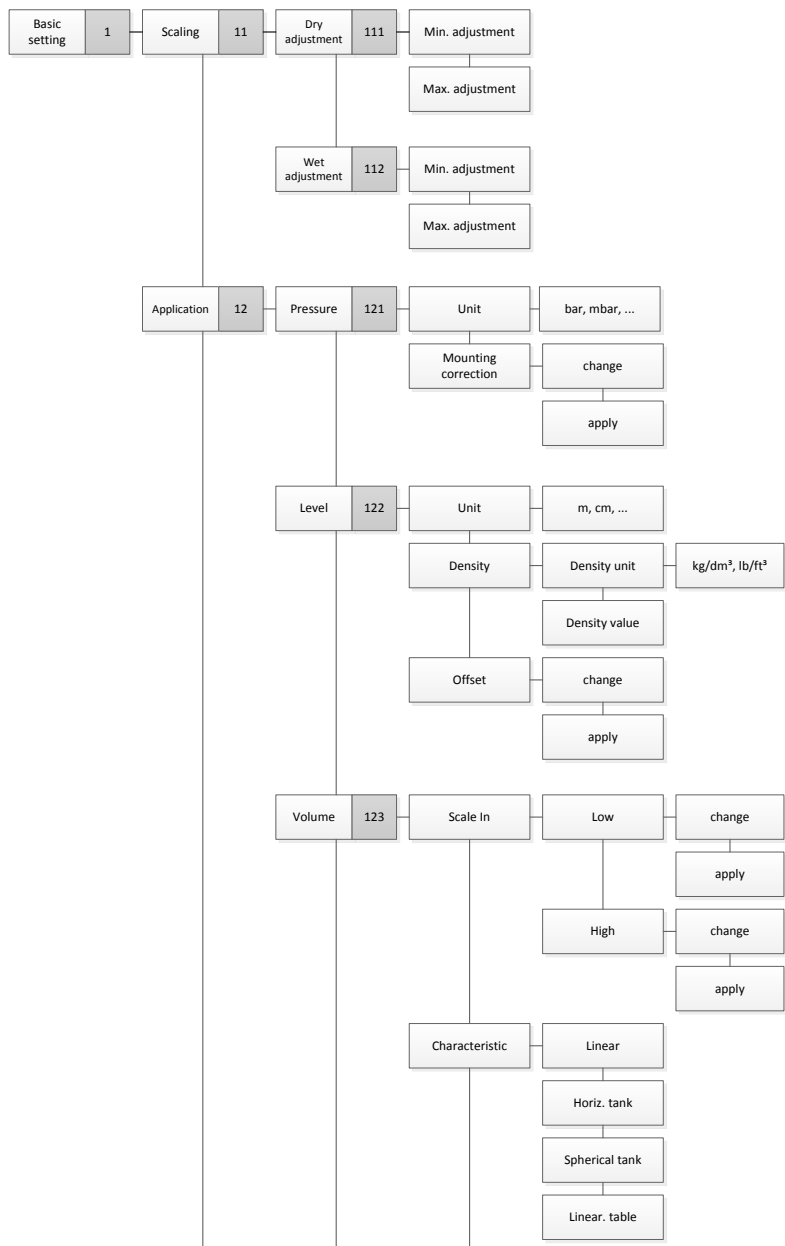 Basic
setting
1
Scaling
11
Dry
adjustment
111
Min. adjustment
Max. adjustment
Wet
adjustment
112
Min. adjustment
Max. adjustment
Application
12
Pressure
121
Unit
bar, mbar, ...
Mounting
correction
change
apply
Level
122
Unit
m, cm, ...
Density
Density unit
kg/dm³, lb/ft³
Density value
Offset
change
apply
Volume
123
Scale In
Low
change
apply
High
change
apply
Characteristic
Linear
Horiz. tank
Spherical tank
Linear. table